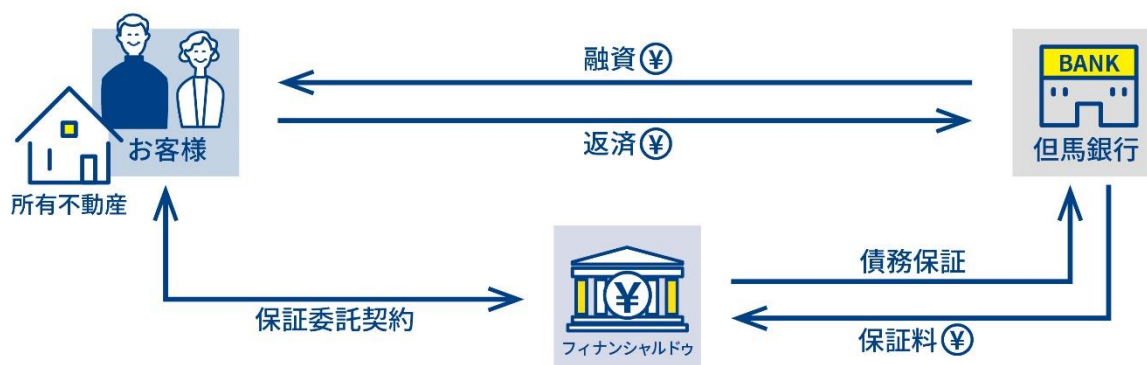 融資¥
BANK
返済¥
お客様
但馬銀行
所有不動産
債務保証
¥
保証委託契約
フィナンシャルドゥ
保証料¥